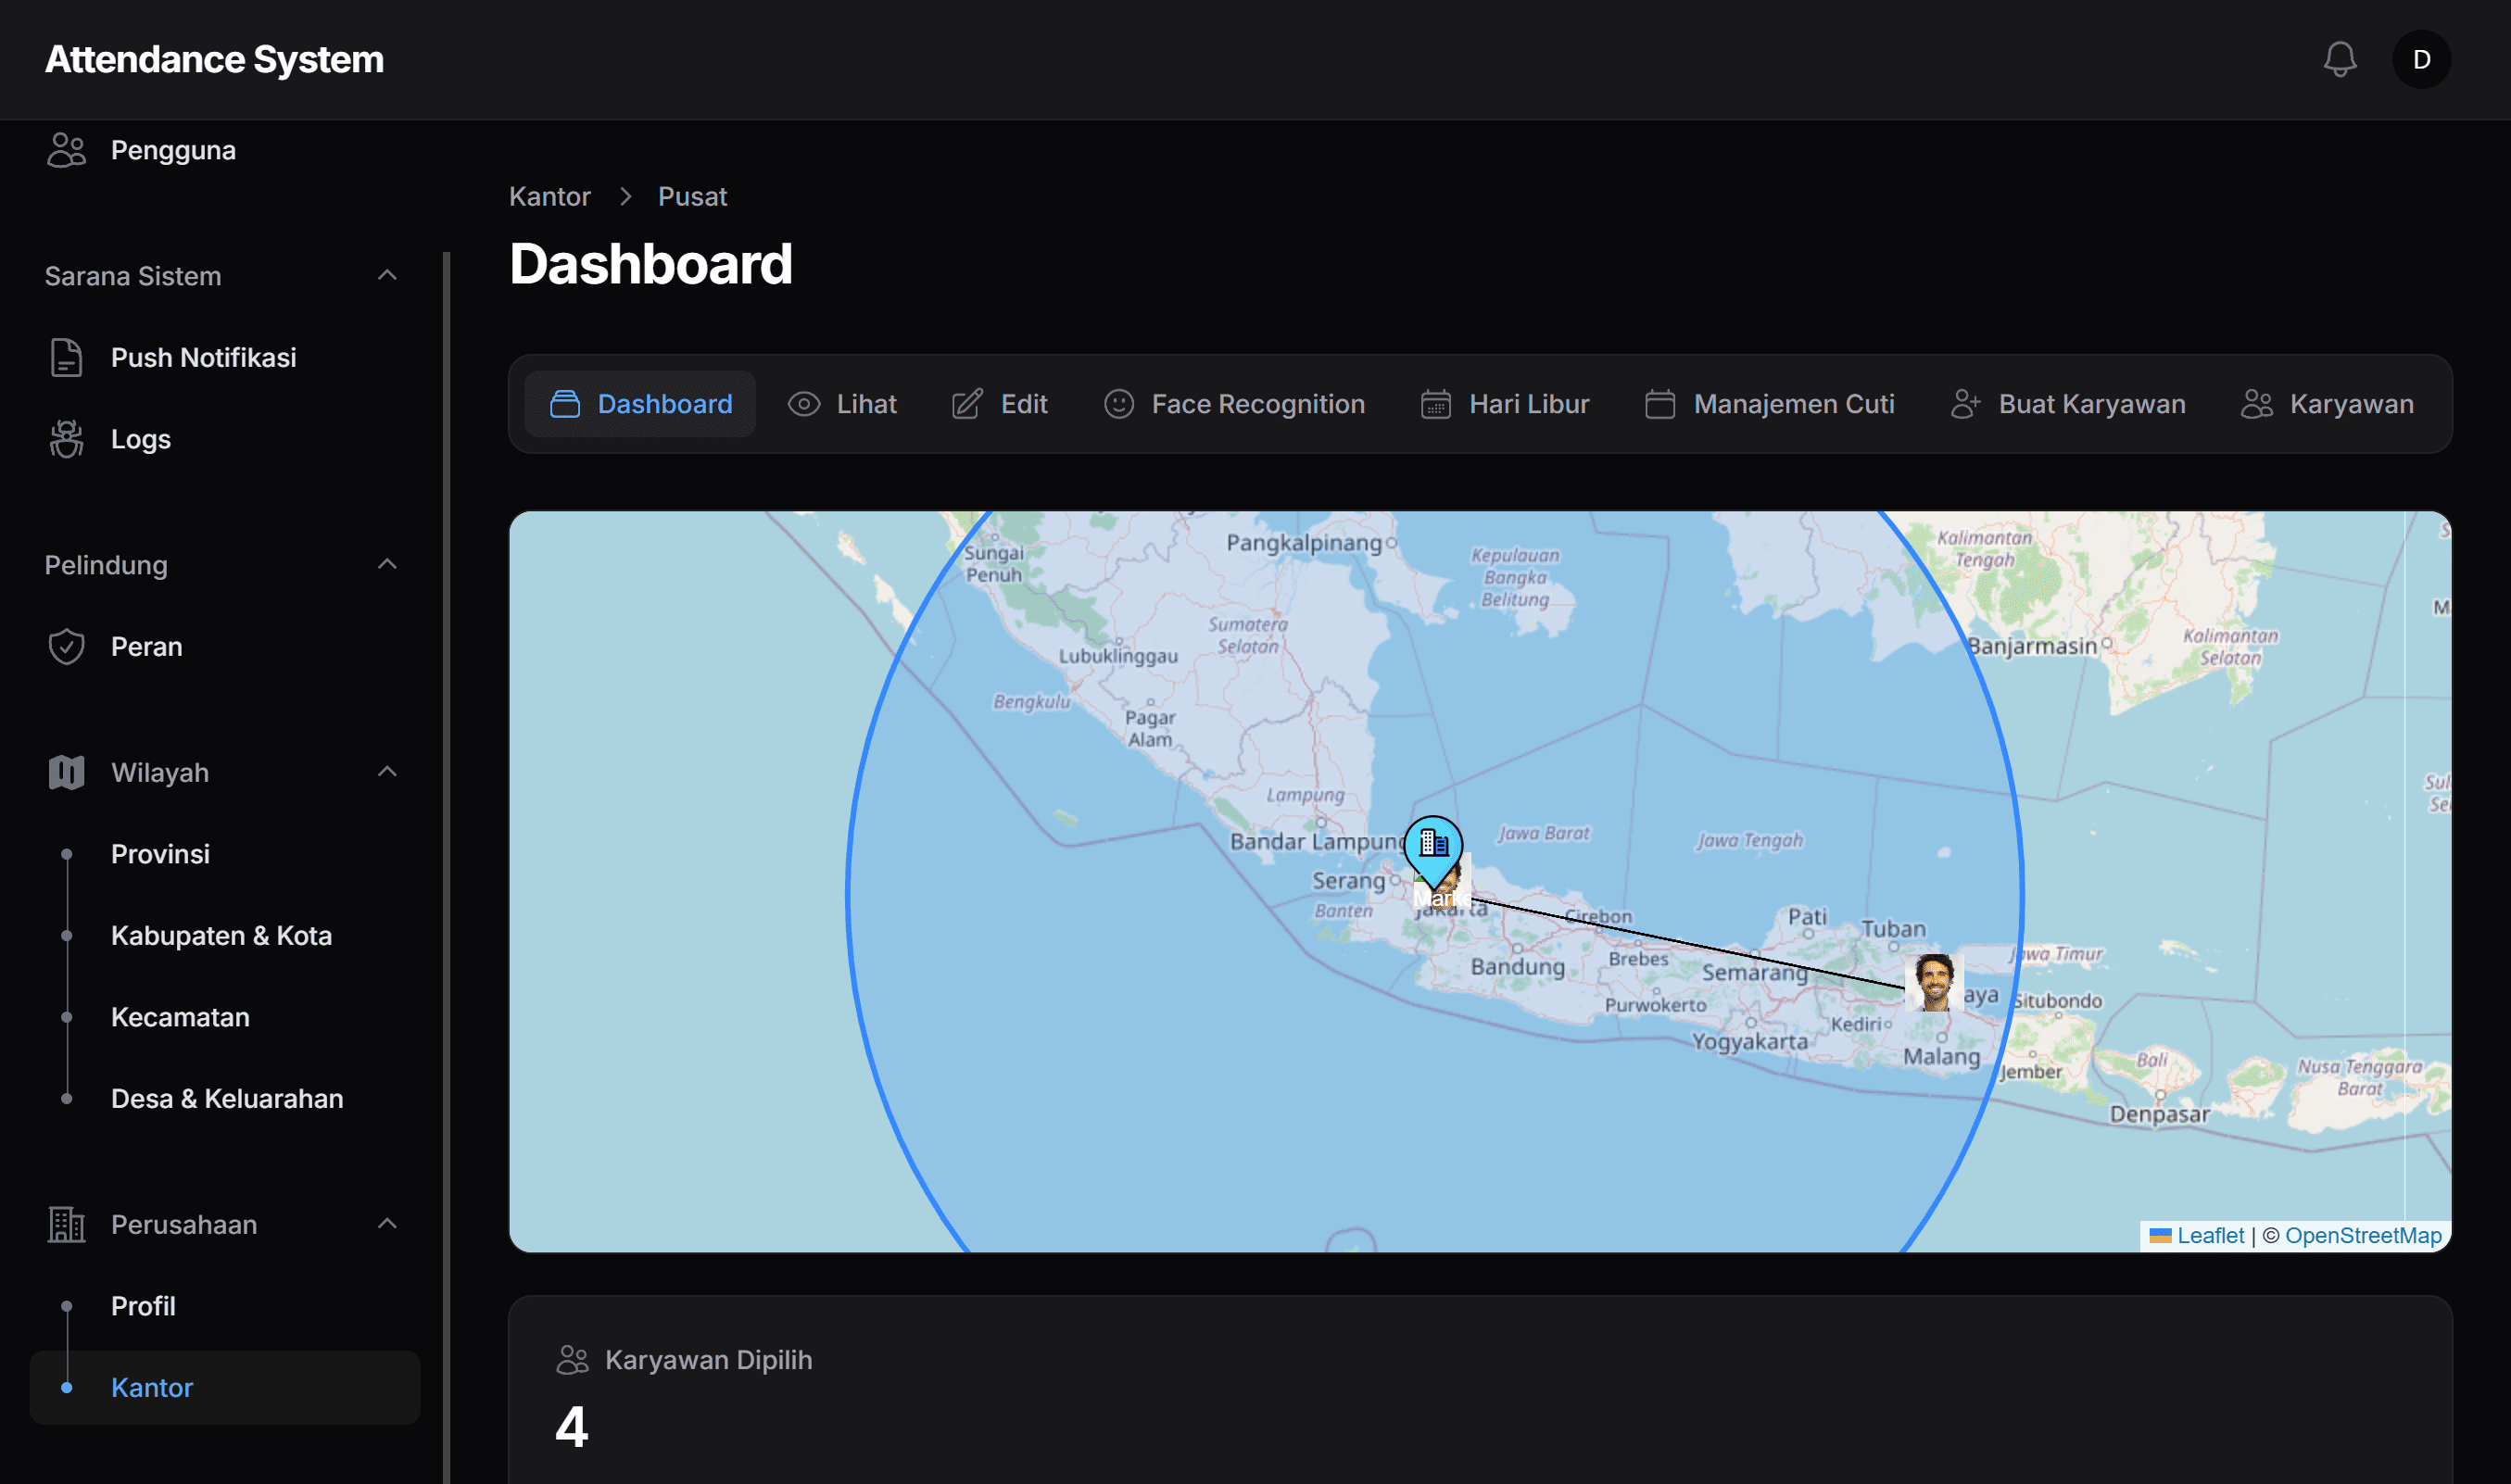 Attendance System
D
Pengguna
Sarana Sistem
Push Notifikasi
Logs
Pelindung
Peran
Wilayah
Provinsi
Kabupaten & Kota
Kecamatan
Desa & Keluarahan
Perusahaan
Profil
Kantor
Kantor > Pusat
Dashboard
Dashboard
Lihat
Edit
Face Recognition
Hari Libur
Manajemen Cuti
Buat Karyawan
Karyawan
Sungai
Penuh
Pangkalpinang
Kepulauan
Bangka
Belitung
Kalimantan
Tengah
Sumatera
Selatan
Lubuklinggau
Banjarmasin
Kalimantan
Selatan
Bengkulu
Pagar
Alam
Lampung
Bandar Lampung
Jawa Barat
Jawa Tengah
Serang
Banten
Marke
Jakarta
Cirebon
Pati
Tuban
Jawa Timur
Bandung
Brebes
Semarang
aya
Situbondo
Purwokerto
Kediri
Yogyakarta
Malang
Jember
Bali
Nusa Tenggara
Barat
Denpasar
Leaflet | © OpenStreetMap
Karyawan Dipilih
4